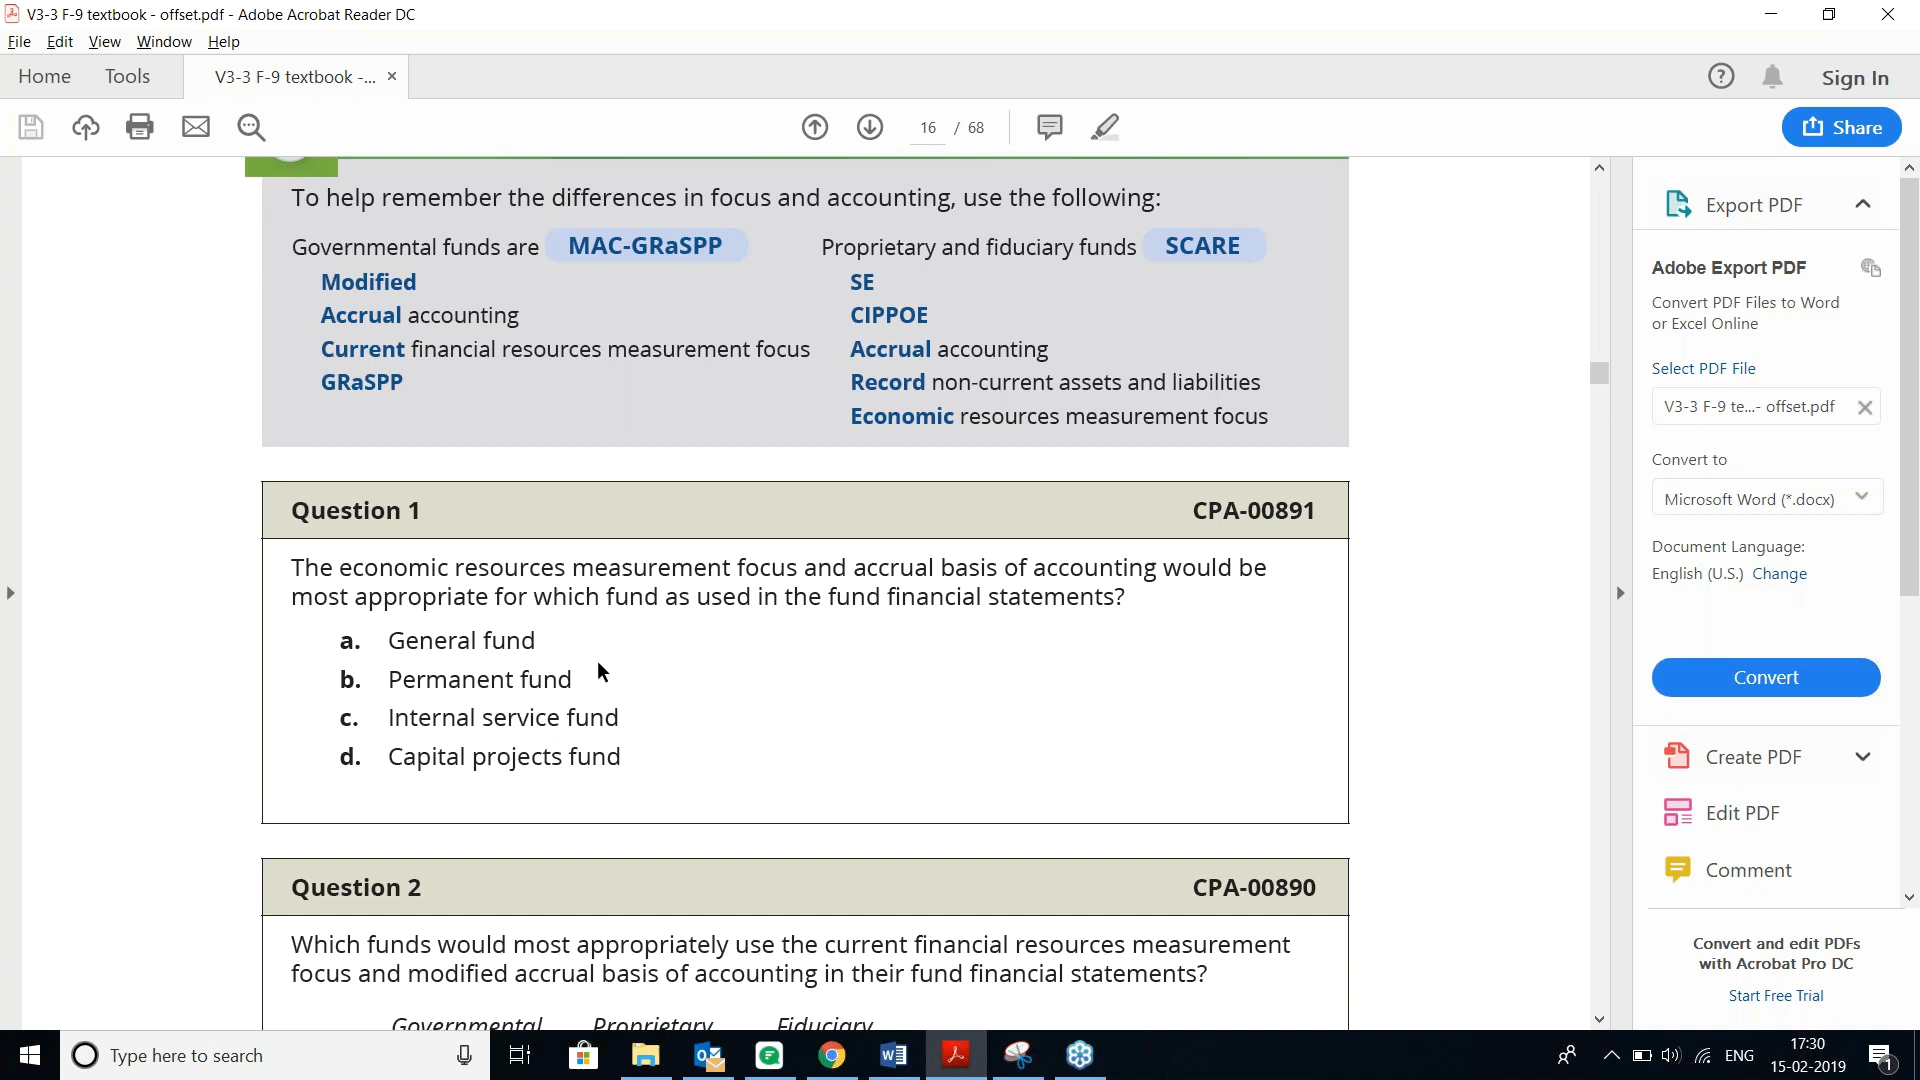 V3-3 F-9 textbook - offset.pdf - Adobe Acrobat Reader DC
File Edit View Window Help
Home Tools V3-3 F-9 textbook -... × Sign In
16 / 68 Share
To help remember the differences in focus and accounting, use the following:
Governmental funds are MAC-GRaSPP
Modified
Accrual accounting
Current financial resources measurement focus
GRaSPP
Proprietary and fiduciary funds SCARE
SE
CIPPOE
Accrual accounting
Record non-current assets and liabilities
Economic resources measurement focus
Question 1 CPA-00891
The economic resources measurement focus and accrual basis of accounting would be
most appropriate for which fund as used in the fund financial statements?
a. General fund
b. Permanent fund
c. Internal service fund
d. Capital projects fund
Question 2 CPA-00890
Which funds would most appropriately use the current financial resources measurement
focus and modified accrual basis of accounting in their fund financial statements?
Governmental Proprietary Fiduciary
Export PDF
Adobe Export PDF
Convert PDF Files to Word
or Excel Online
Select PDF File
V3-3 F-9 te...- offset.pdf
Convert to
Microsoft Word (*.docx)
Document Language:
English (U.S.) Change
Convert
Create PDF
Edit PDF
Comment
Convert and edit PDFs
with Acrobat Pro DC
Start Free Trial
Type here to search
ENG
17:30
15-02-2019
1